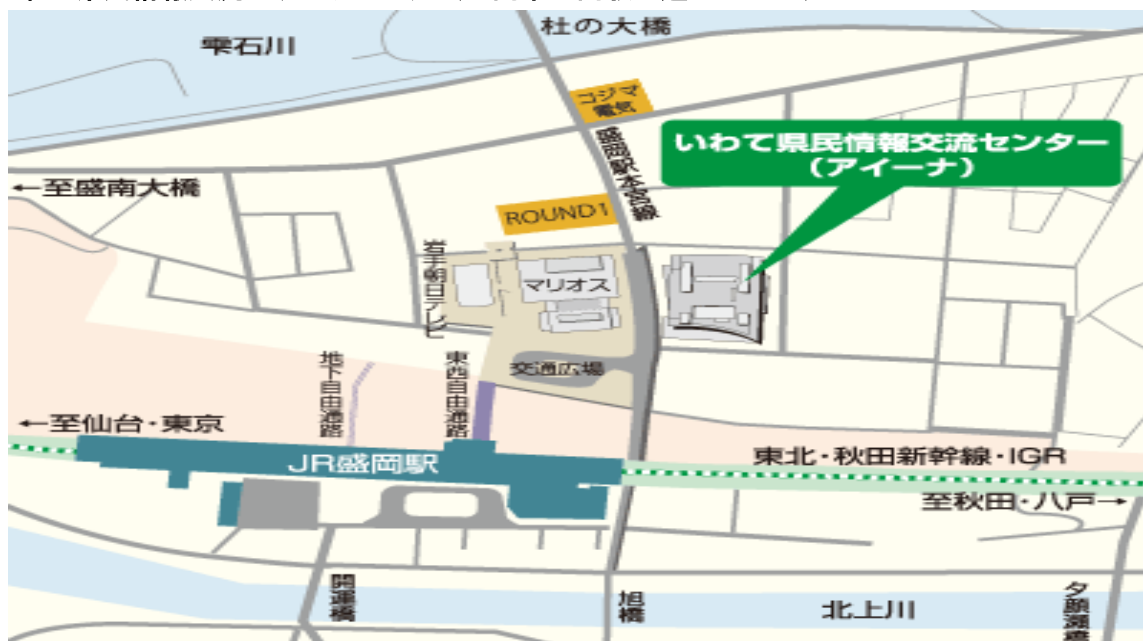 杜の大橋
雫石川
コジマ
電気
盛岡駅本宮線
いわて県民情報交流センター
(アイーナ)
←至盛南大橋
ROUND1
岩手朝日テレビ
マリオス
交通広場
地下自由通路
東西自由通路
←至仙台・東京
JR盛岡駅
東北・秋田新幹線・IGR
至秋田・八戸→
開運橋
旭橋
北上川
夕顔瀬橋